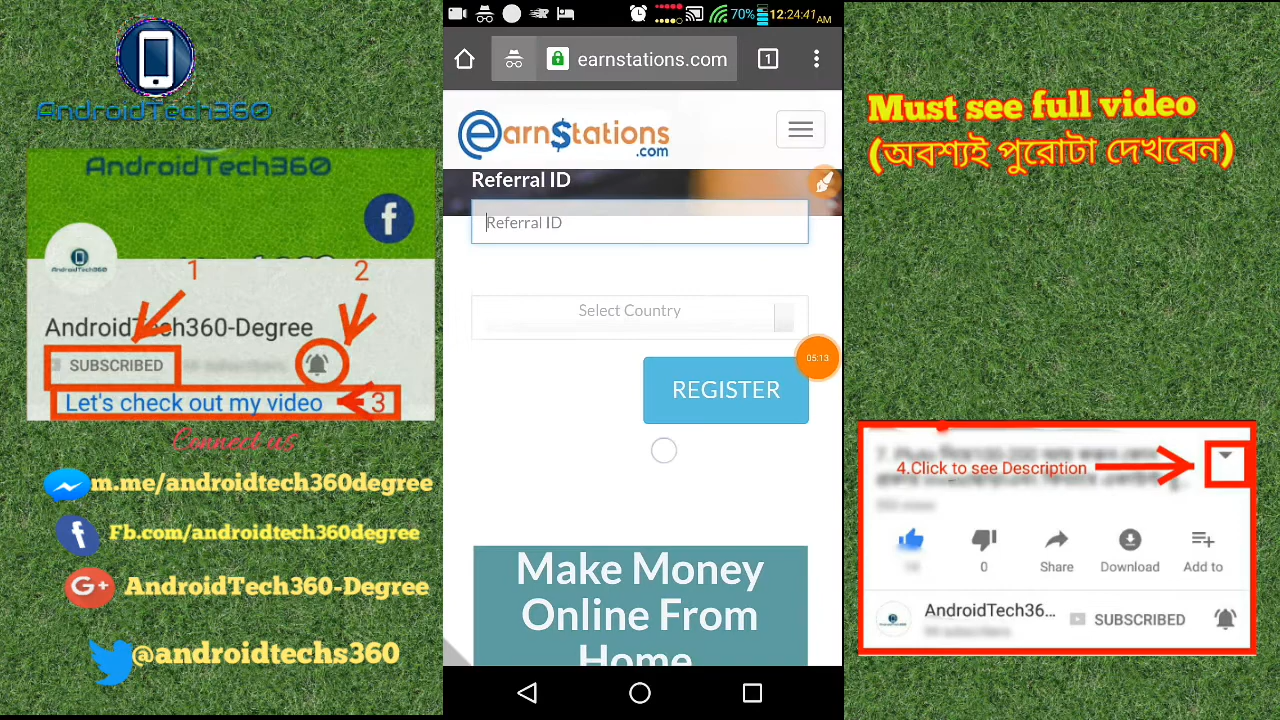 AndroidTech360
AndroidTech360
AndroidTech360-Degree
1
2
SUBSCRIBED
Let's check out my video
3
Connect us
m.me/androidtech360degree
Fb.com/androidtech360degree
AndroidTech360-Degree
@androidtechs360
70% 12:24:41 AM
earnstations.com
1
earn$tations
.com
Referral ID
Referral ID
Select Country
05:13
REGISTER
Make Money
Online From
Home
Must see full video
(অবশ্যই পুরোটা দেখবেন)
4.Click to see Description
0
Share
Download
Add to
AndroidTech36...
SUBSCRIBED